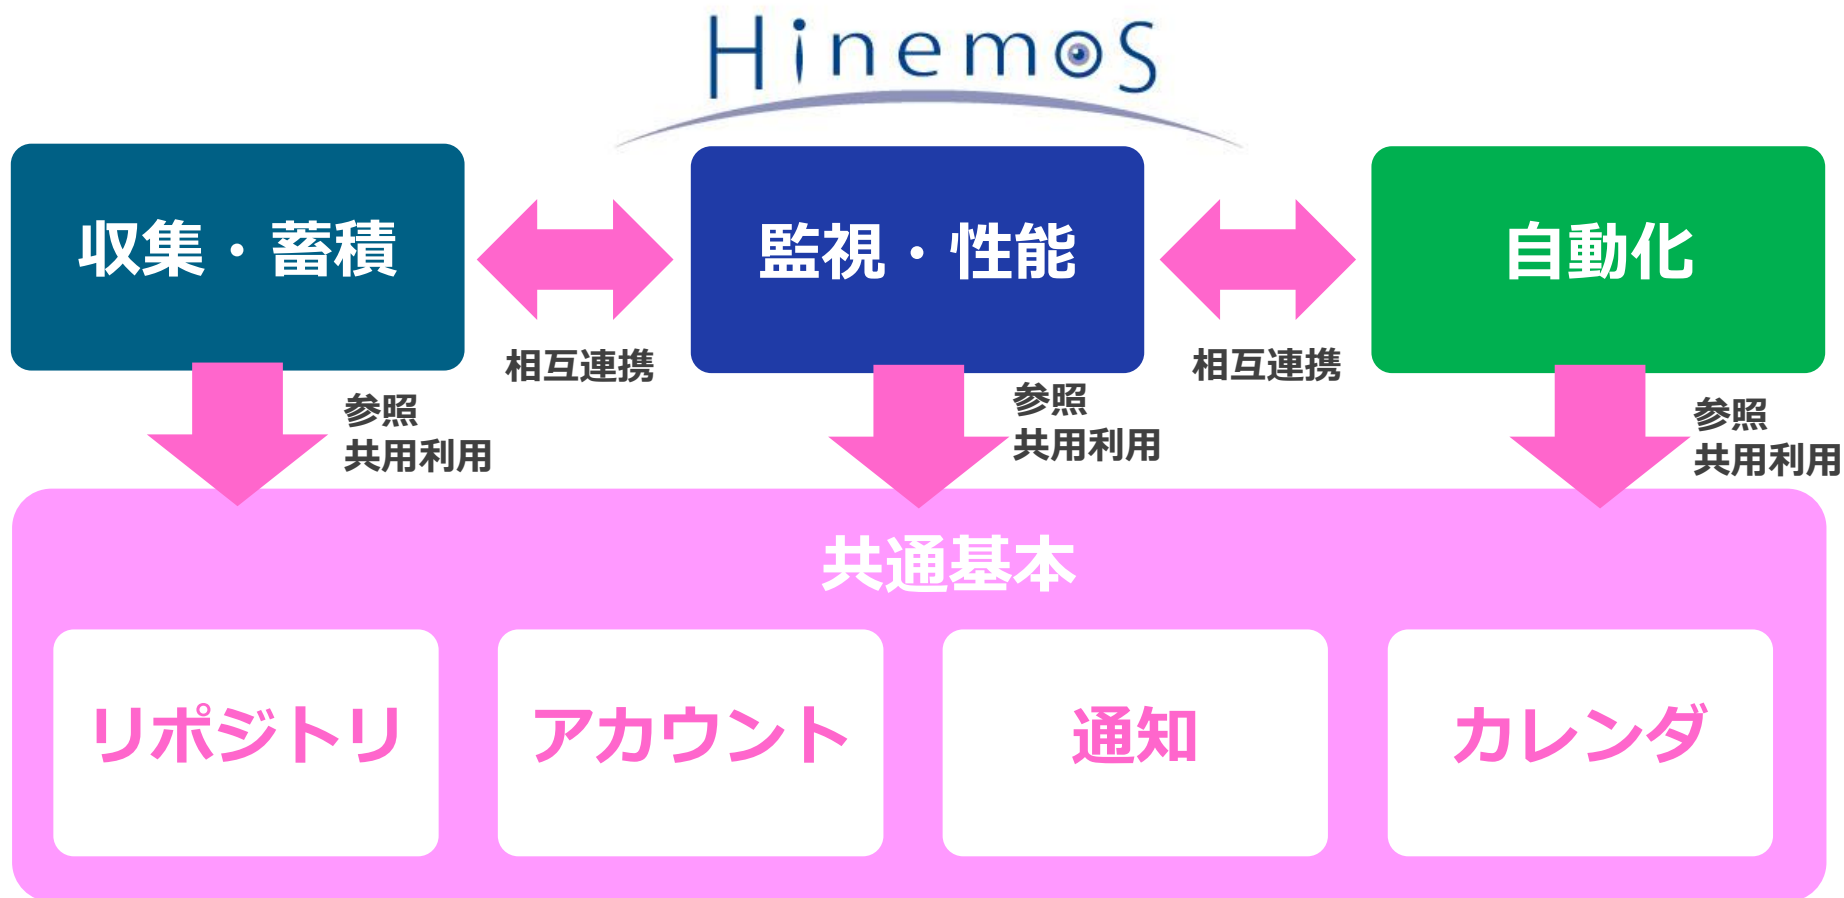 Hinemos
収集・蓄積
監視・性能
自動化
相互連携
相互連携
参照
共用利用
参照
共用利用
参照
共用利用
共通基本
リポジトリ
アカウント
通知
カレンダ